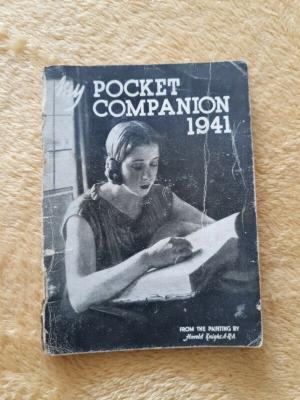 My POCKET
COMPANION
1941
FROM THE PAINTING BY
Harold Knight A·R·A